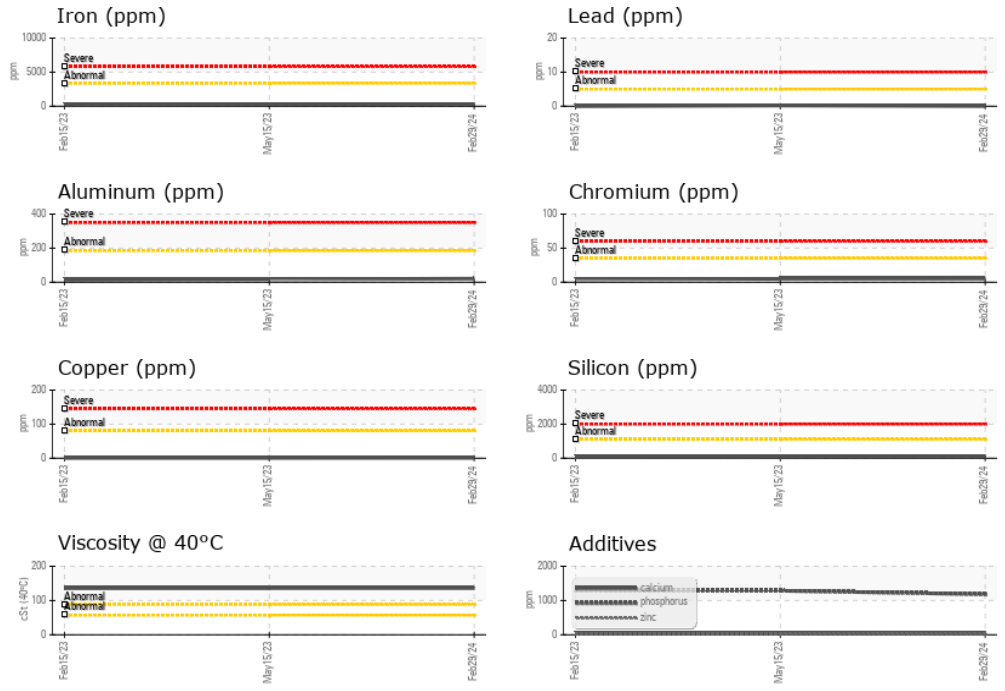 Iron (ppm)
10000
5000
0
ppm
Severe
Abnormal
Feb15/23
May15/23
Feb29/24
Lead (ppm)
20
10
0
ppm
Severe
Abnormal
Feb15/23
May15/23
Feb29/24
Aluminum (ppm)
400
200
0
ppm
Severe
Abnormal
Feb15/23
May15/23
Feb29/24
Chromium (ppm)
100
50
0
ppm
Severe
Abnormal
Feb15/23
May15/23
Feb29/24
Copper (ppm)
200
100
0
ppm
Severe
Abnormal
Feb15/23
May15/23
Feb29/24
Silicon (ppm)
4000
2000
0
ppm
Severe
Abnormal
Feb15/23
May15/23
Feb29/24
Viscosity @ 40°C
200
100
0
cSt (40°C)
Abnormal
Abnormal
Feb15/23
May15/23
Feb29/24
Additives
2000
1000
0
ppm
calcium
phosphorus
zinc
Feb15/23
May15/23
Feb29/24